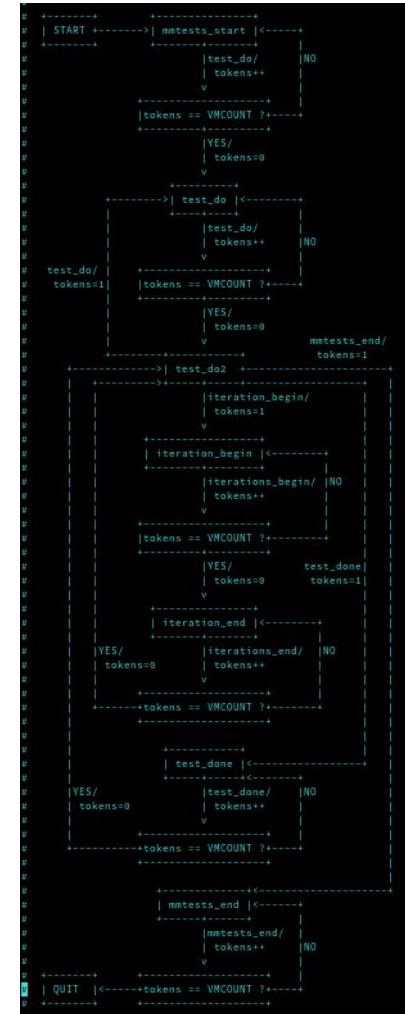 # +--------+ +---------------+
# | START +------->| mmtests_start |<-----+
# +--------+ +-------+-------+ |
# |test_do/ |NO
# | tokens++ |
# v |
# +--------------------+ |
# |tokens == VMCOUNT ?+----+
# +---------+----------+
# |YES/
# | tokens=0
# v
# +----------+
# +-------->| test_do |<--------+
# | +----+----+ |
# | |test_do/ |
# | | tokens++ |NO
# | v |
# test_do/ | +--------------------+ |
# tokens=1| |tokens == VMCOUNT ?+----+
# | +---------+----------+
# | |YES/
# | | tokens=0
# | v mmtests_end/
# +--------+-----------+ tokens=1
# +-------------->| test_do2 +------------------------+
# | +--------->+-----+------+--------------------+ |
# | | |iteration_begin/ | |
# | | | tokens=1 | |
# | | v | |
# | | +-----------------+ | |
# | | | iteration_begin |<--------+ | |
# | | +--------+--------+ | | |
# | | |iterations_begin/ |NO | |
# | | | tokens++ | | |
# | | v | | |
# | | +--------------------+ | | |
# | | |tokens == VMCOUNT ?+--------+ | |
# | | +---------+----------+ | |
# | | |YES/ test_done| |
# | | | tokens=0 tokens=1| |
# | | v | |
# | | +----------------+ | |
# | | | iteration_end |<--------+ | |
# | | +-------+--------+ | | |
# | |YES/ |iterations_end/ |NO | |
# | | tokens=0 | tokens++ | | |
# | | v | | |
# | | +--------------------+ | | |
# | +------+tokens == VMCOUNT ?+-------+ | |
# | +--------------------+ | |
# | | |
# | +------------+ | |
# | | test_done |<------------------+ |
# | +-----+------+<-------+ |
# |YES/ |test_done/ |NO |
# | tokens=0 | tokens++ | |
# | v | |
# | +--------------------+ | |
# +----------+tokens == VMCOUNT ?+----+ |
# +--------------------+ |
# |
# +--------------+<---------------------+
# | mmtests_end |<------+
# +-------+------+ |
# |mmtests_end/ |
# | tokens++ |NO
# v |
# +--------+ +--------------------+ |
# | QUIT |<-----+tokens == VMCOUNT ?+----+
# +--------+ +--------------------+